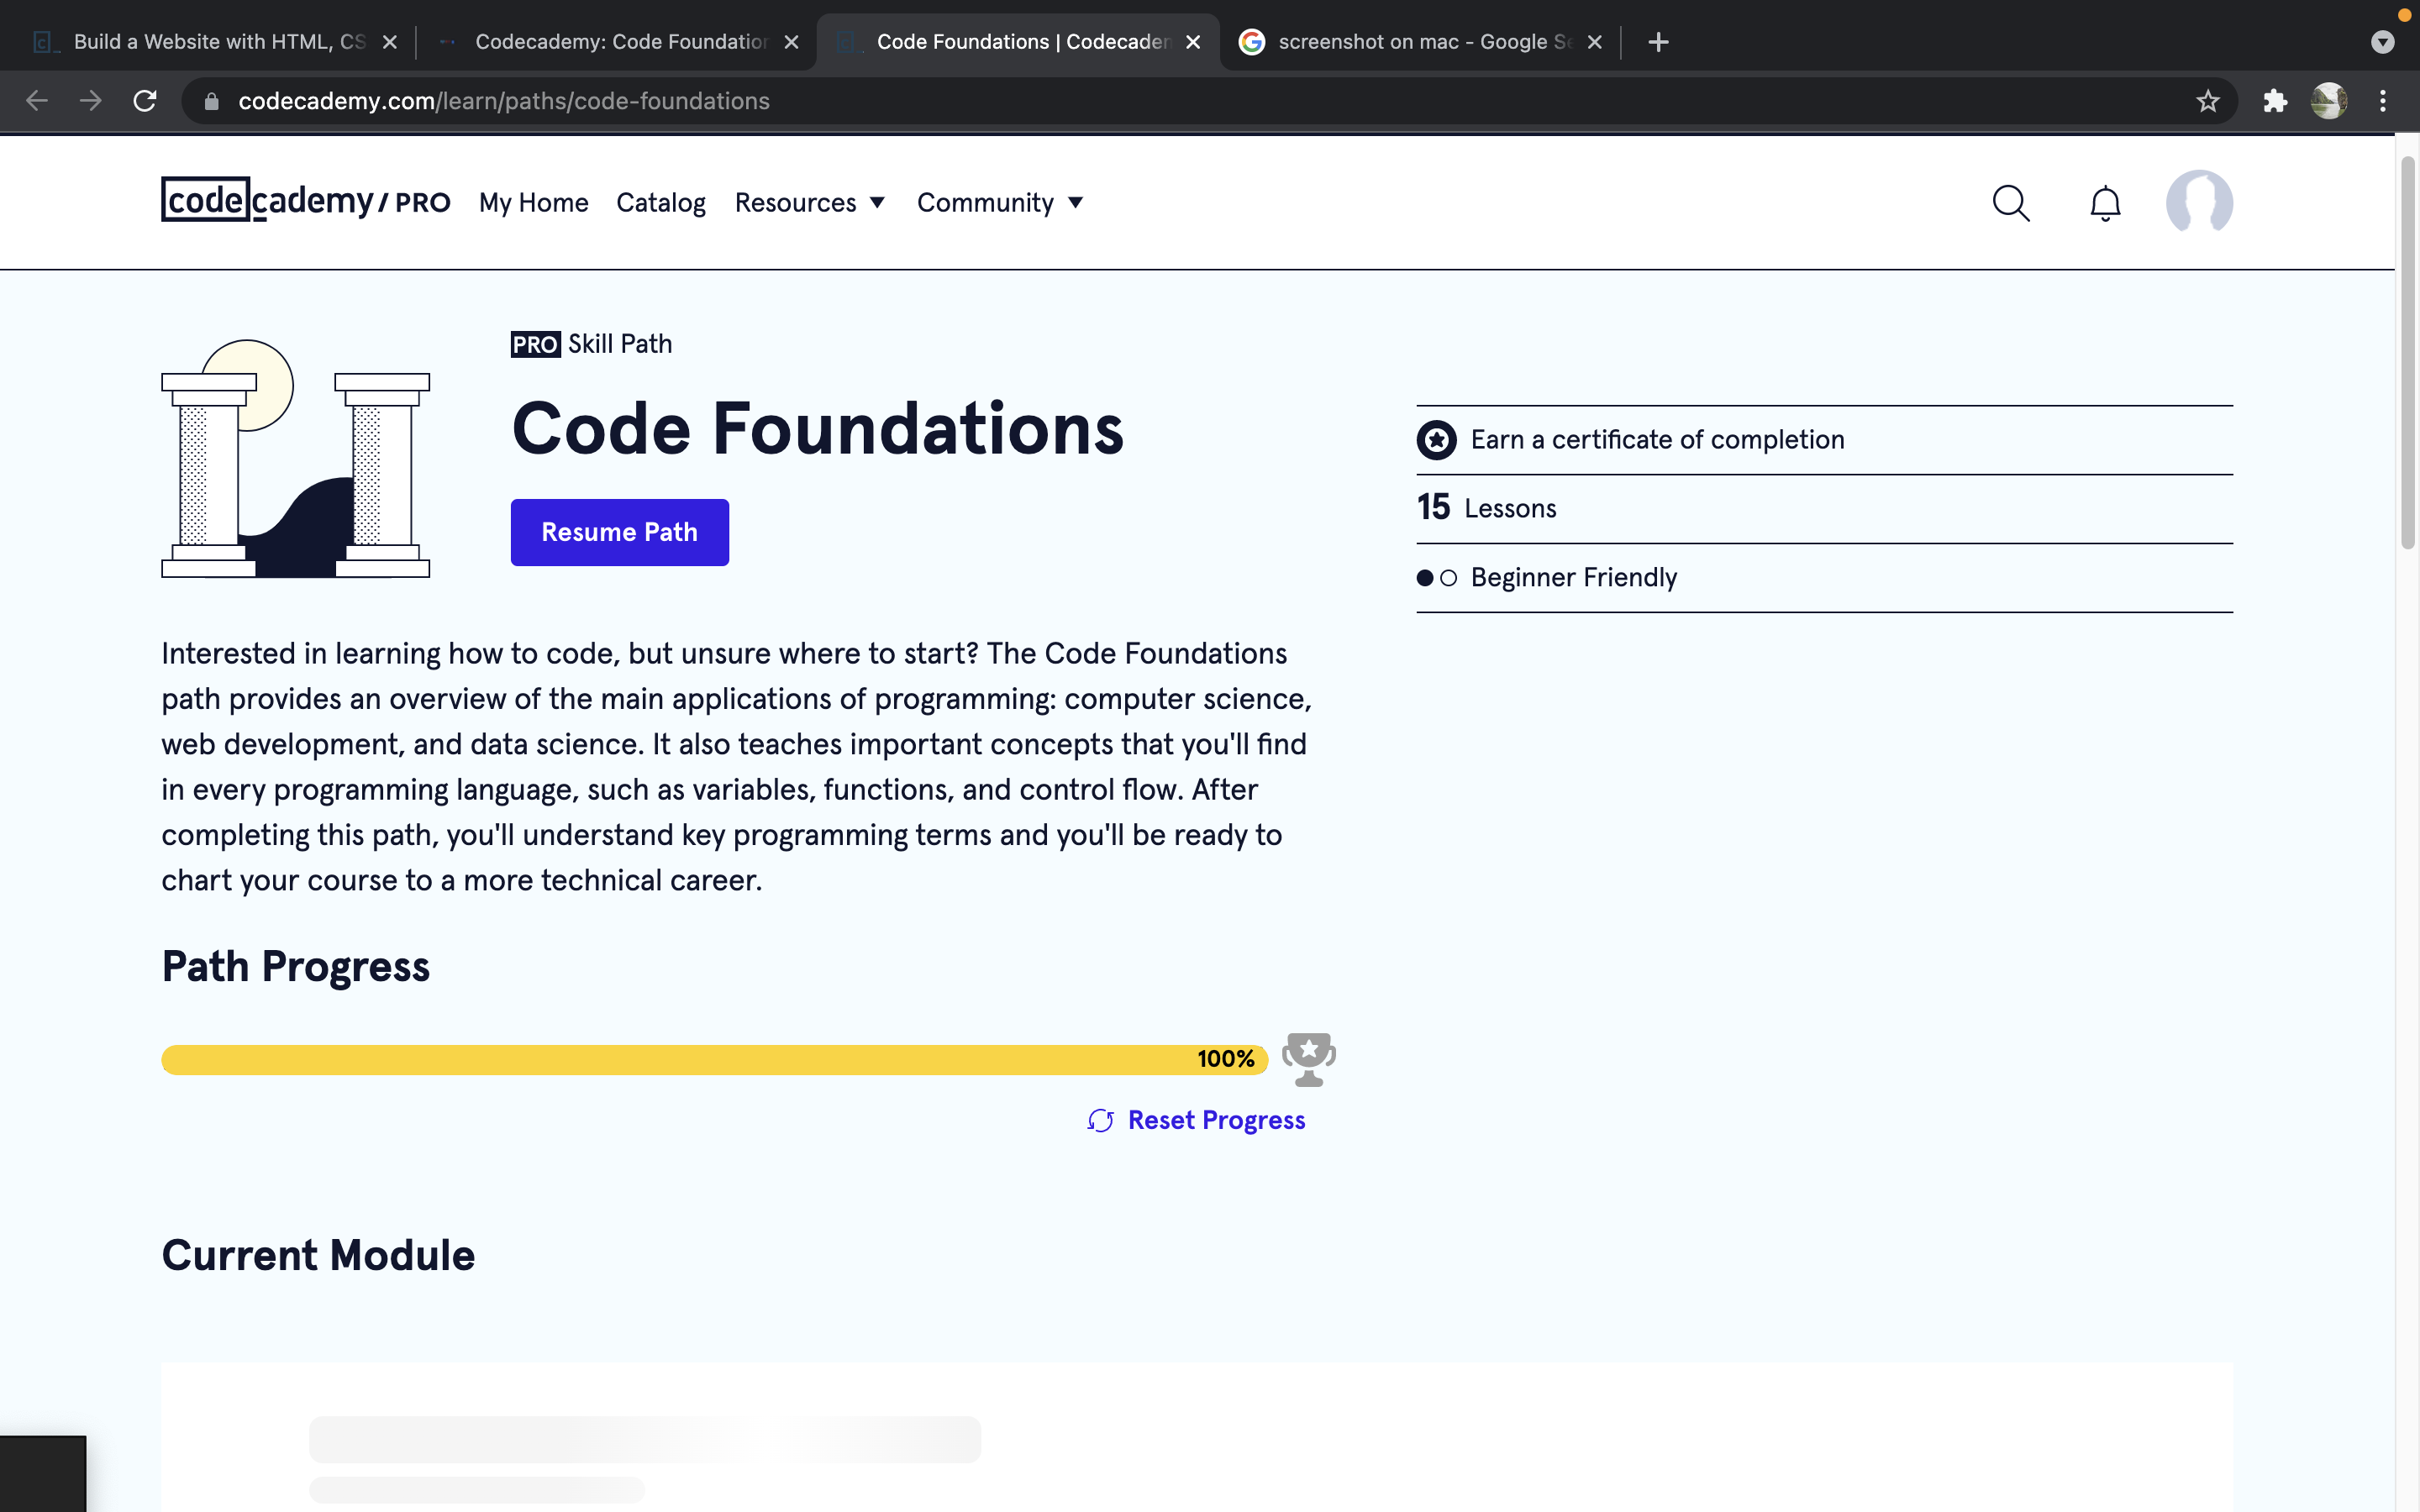 Build a Website with HTML, CS
Codecademy: Code Foundation
Code Foundations | Codecadem
screenshot on mac - Google Se
codecademy.com/learn/paths/code-foundations
codecademy / PRO
My Home
Catalog
Resources
Community
PRO Skill Path
Code Foundations
Resume Path
Earn a certificate of completion
15 Lessons
Beginner Friendly
Interested in learning how to code, but unsure where to start? The Code Foundations
path provides an overview of the main applications of programming: computer science,
web development, and data science. It also teaches important concepts that you'll find
in every programming language, such as variables, functions, and control flow. After
completing this path, you'll understand key programming terms and you'll be ready to
chart your course to a more technical career.
Path Progress
100%
Reset Progress
Current Module